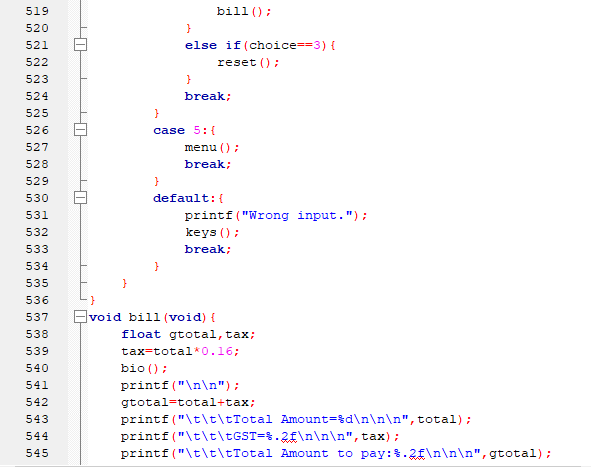 519 bill();
520 }
521 else if(choice==3){
522 reset();
523 }
524 break;
525 }
526 case 5:{
527 menu();
528 break;
529 }
530 default:{
531 printf("Wrong input.");
532 keys();
533 break;
534 }
535 }
536 }
537 void bill(void){
538 float gtotal,tax;
539 tax=total*0.16;
540 bio();
541 printf("\n\n");
542 gtotal=total+tax;
543 printf("\t\t\tTotal Amount=%d\n\n\n",total);
544 printf("\t\t\tGST=%.2f\n\n\n",tax);
545 printf("\t\t\tTotal Amount to pay:%.2f\n\n\n",gtotal);